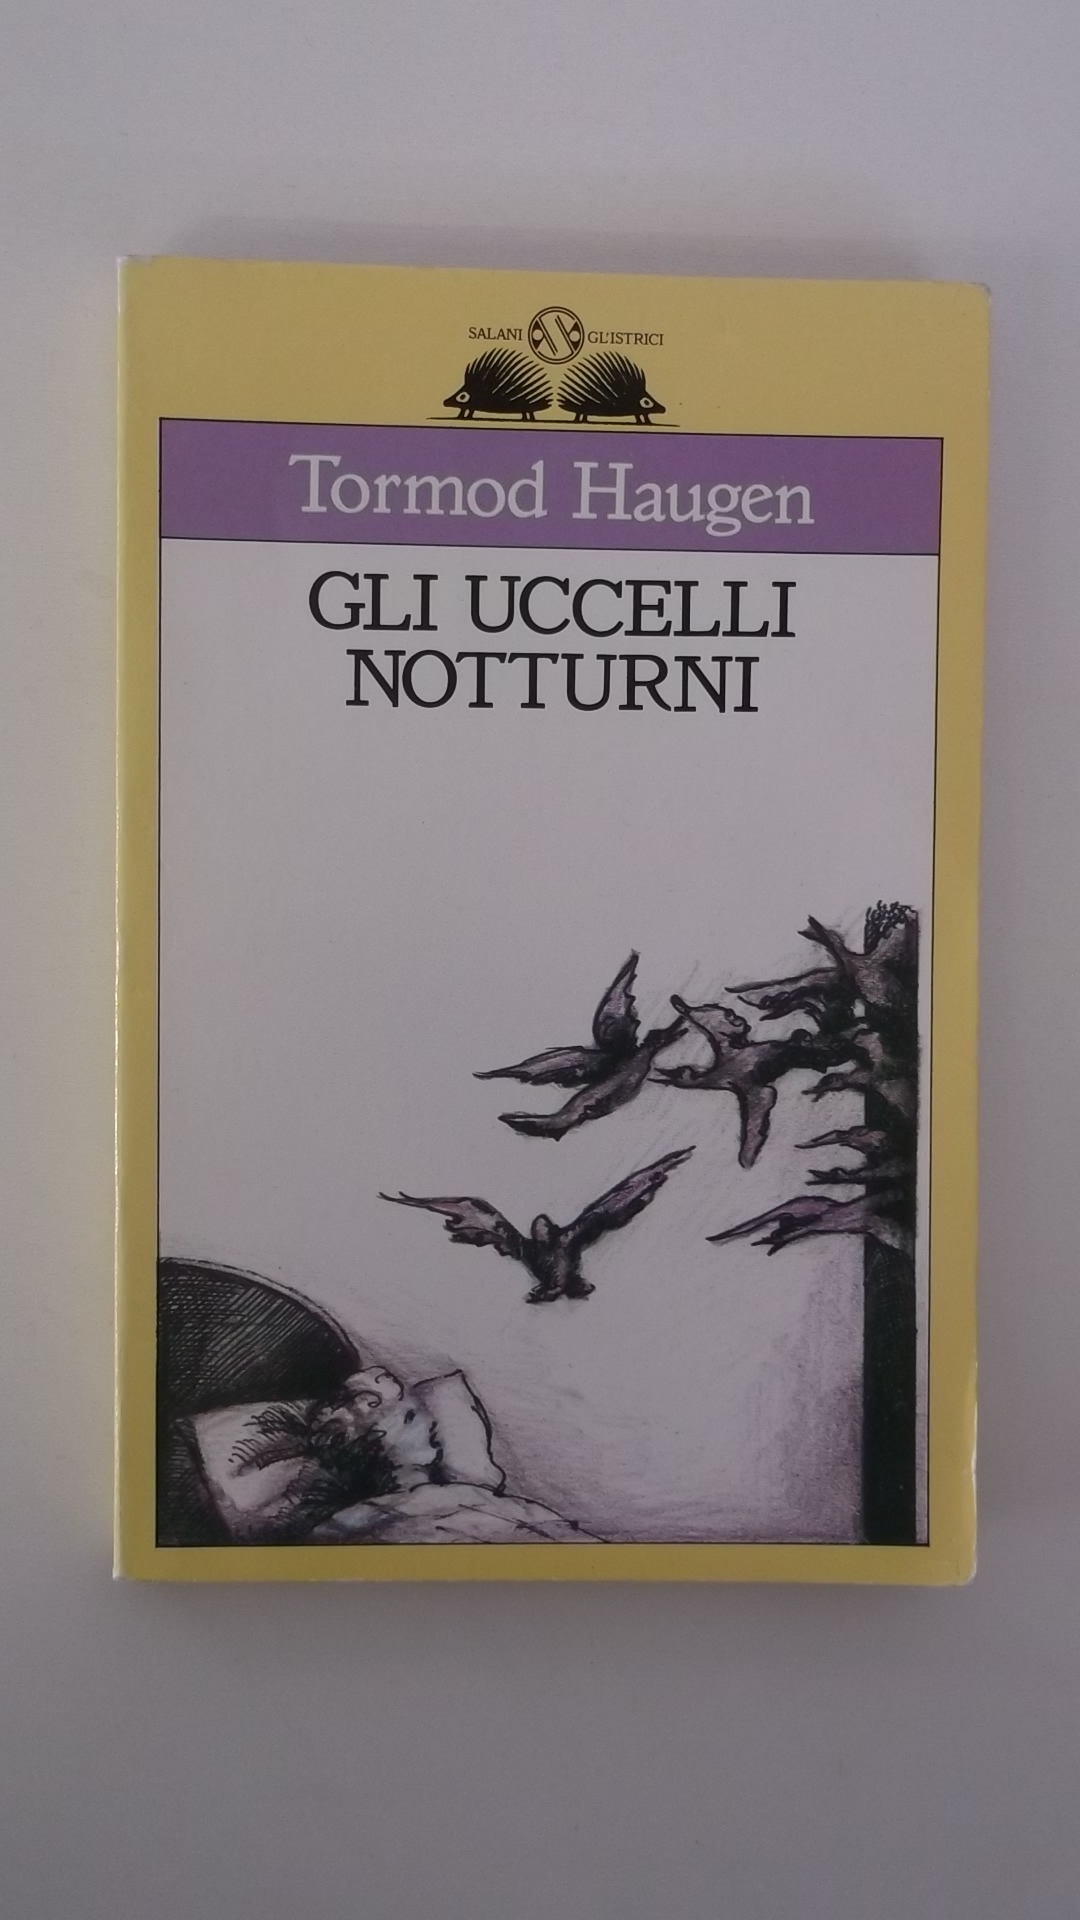 SALANI GL'ISTRICI
Tormod Haugen
GLI UCCELLI
NOTTURNI